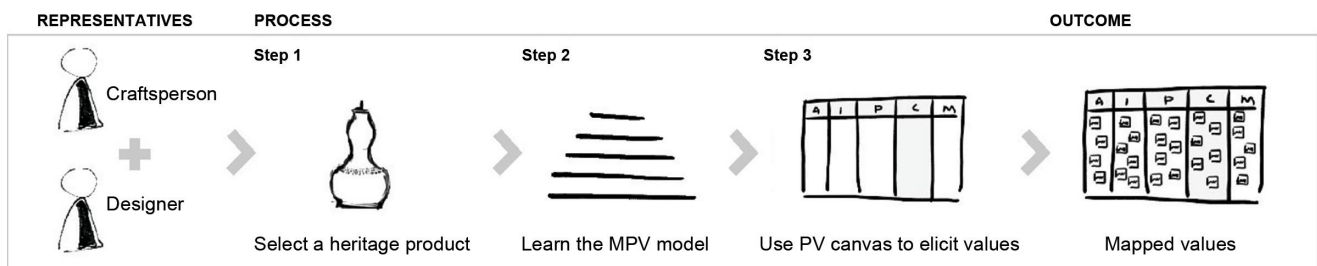 REPRESENTATIVES
PROCESS
OUTCOME
Step 1
Step 2
Step 3
Craftsperson
Designer
A I P C M
A I P C M
Select a heritage product
Learn the MPV model
Use PV canvas to elicit values
Mapped values